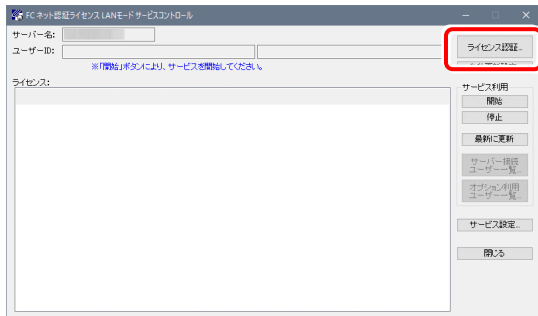 FC ネット認証ライセンス LANモード サービスコントロール
サーバー名:
ユーザーID:
ライセンス認証...
※「開始」ボタンにより、サービスを開始してください。
ライセンス:
サービス利用
開始
停止
最新に更新
サーバー接続
ユーザー一覧...
オプション利用
ユーザー一覧...
サービス設定...
閉じる